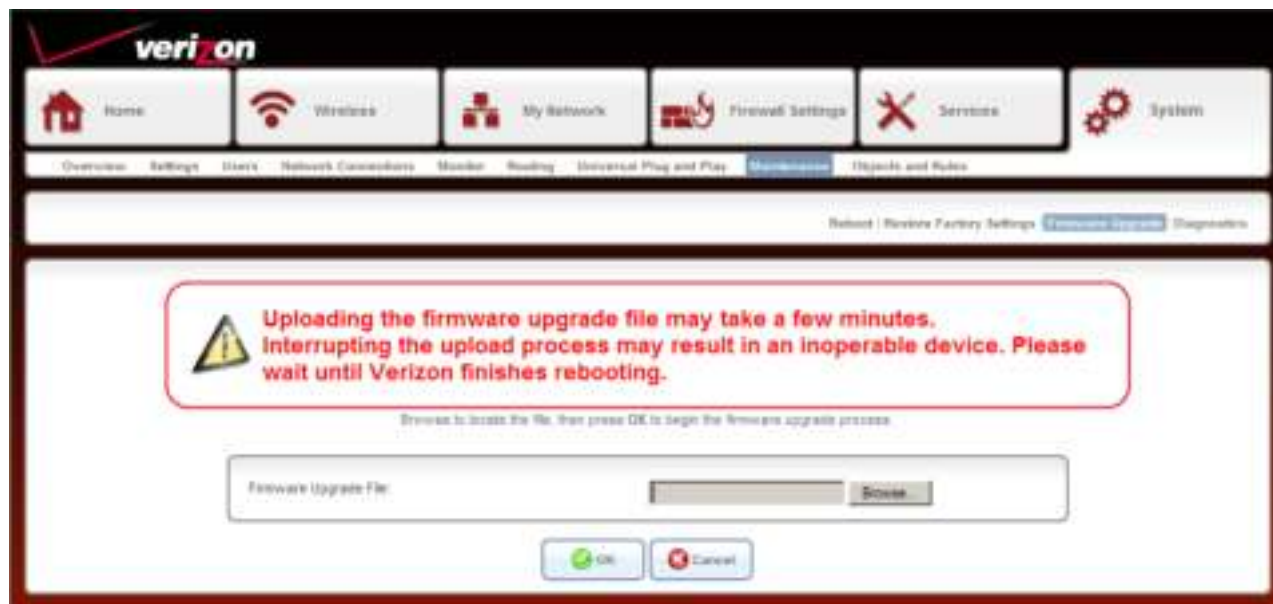 verizon
Home
Wireless
My Network
Firewall Settings
Services
System
Overview Settings Users Network Connections Monitor Routing Universal Plug and Play Maintenance Objects and Rules
Reboot | Restore Factory Settings Firmware Upgrade Diagnostics
Uploading the firmware upgrade file may take a few minutes.
Interrupting the upload process may result in an inoperable device. Please
wait until Verizon finishes rebooting.
Browse to locate the file, then press OK to begin the firmware upgrade process.
Firmware Upgrade File:
Browse...
OK
Cancel